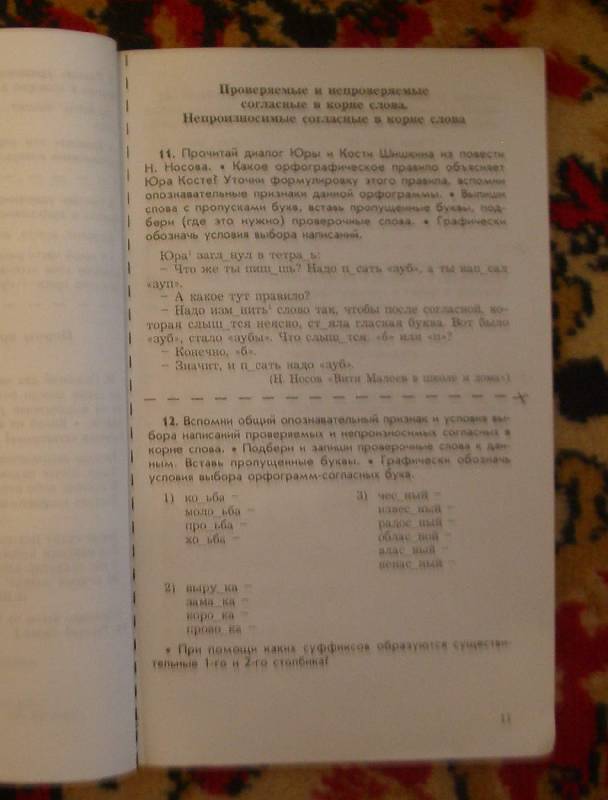 Проверяемые и непроверяемые
согласные в корне слова.
Непроизносимые согласные в корне слова
11. Прочитай диалог Юры и Кости Шишкина из повести
Н. Носова. • Какое орфографическое правило объясняет
Юра Косте? Уточни формулировку этого правила, вспомни
опознавательные признаки данной орфограммы. • Выпиши
слова с пропусками букв, вставь пропущенные буквы, под-
бери (где это нужно) проверочные слова. • Графически
обозначь условия выбора написаний.
Юра¹ загл_нул в тетра_ь:
– Что же ты пиш_шь? Надо п_сать «зуб», а ты нап_сал
«зуп».
– А какое тут правило?
– Надо изм_нить¹ слово так, чтобы после согласной, ко-
торая слыш_тся неясно, ст_яла гласная буква. Вот было
«зуб», стало «зубы». Что слыш_тся: «б» или «п»?
– Конечно, «б».
– Значит, и п_сать надо «зуб».
(Н. Носов «Витя Малеев в школе и дома»)
12. Вспомни общий опознавательный признак и условия вы-
бора написаний проверяемых и непроизносимых согласных в
корне слова. • Подбери и запиши проверочные слова к дан-
ным. Вставь пропущенные буквы. • Графически обозначь
условия выбора орфограмм-согласных букв.
1) ко_ьба –
моло_ьба –
про_ьба –
хо_ьба –
3) чес_ный –
извес_ный –
радос_ный –
облас_ной –
влас_ный –
ненас_ный –
2) выру_ка –
зама_ка –
коро_ка –
прово_ка –
• При помощи каких суффиксов образуются существи-
тельные 1-го и 2-го столбика?
11